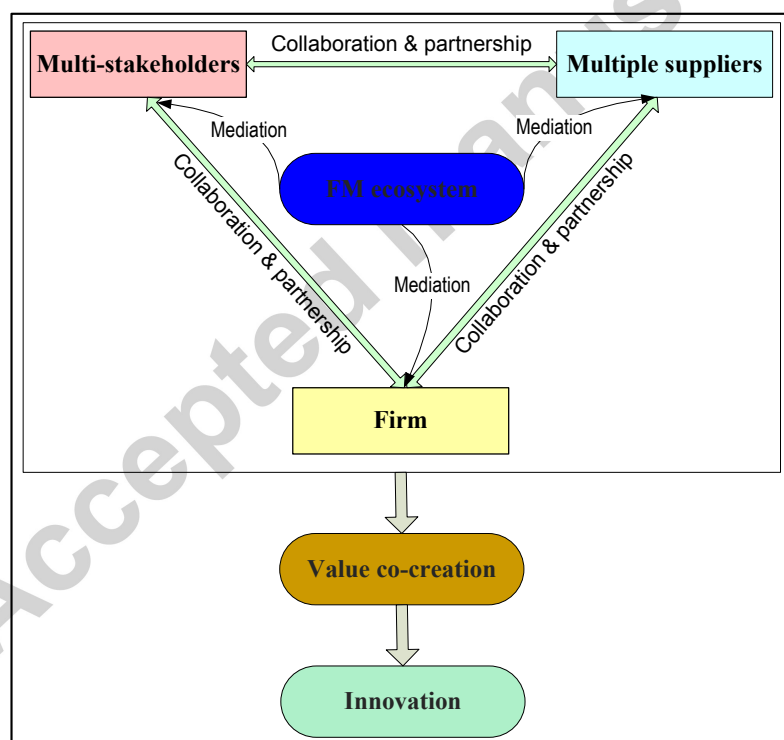 Collaboration & partnership
Multi-stakeholders
Multiple suppliers
Mediation
Mediation
FM ecosystem
Collaboration & partnership
Collaboration & partnership
Mediation
Firm
Value co-creation
Innovation
Accepted manus